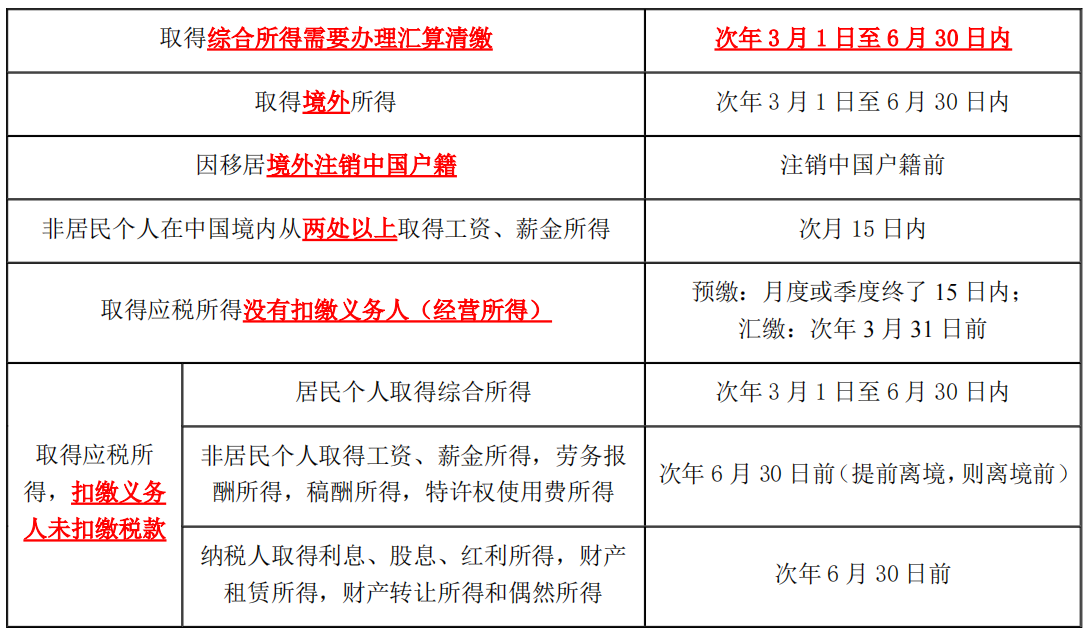 取得综合所得需要办理汇算清缴
次年 3 月 1 日至 6 月 30 日内
取得境外所得
次年 3 月 1 日至 6 月 30 日内
因移居境外注销中国户籍
注销中国户籍前
非居民个人在中国境内从两处以上取得工资、薪金所得
次月 15 日内
取得应税所得没有扣缴义务人（经营所得）
预缴：月度或季度终了 15 日内；
汇缴：次年 3 月 31 日前
取得应税所
得，扣缴义务
人未扣缴税款
居民个人取得综合所得
次年 3 月 1 日至 6 月 30 日内
非居民个人取得工资、薪金所得，劳务报
酬所得，稿酬所得，特许权使用费所得
次年 6 月 30 日前（提前离境，则离境前）
纳税人取得利息、股息、红利所得，财产
租赁所得，财产转让所得和偶然所得
次年 6 月 30 日前